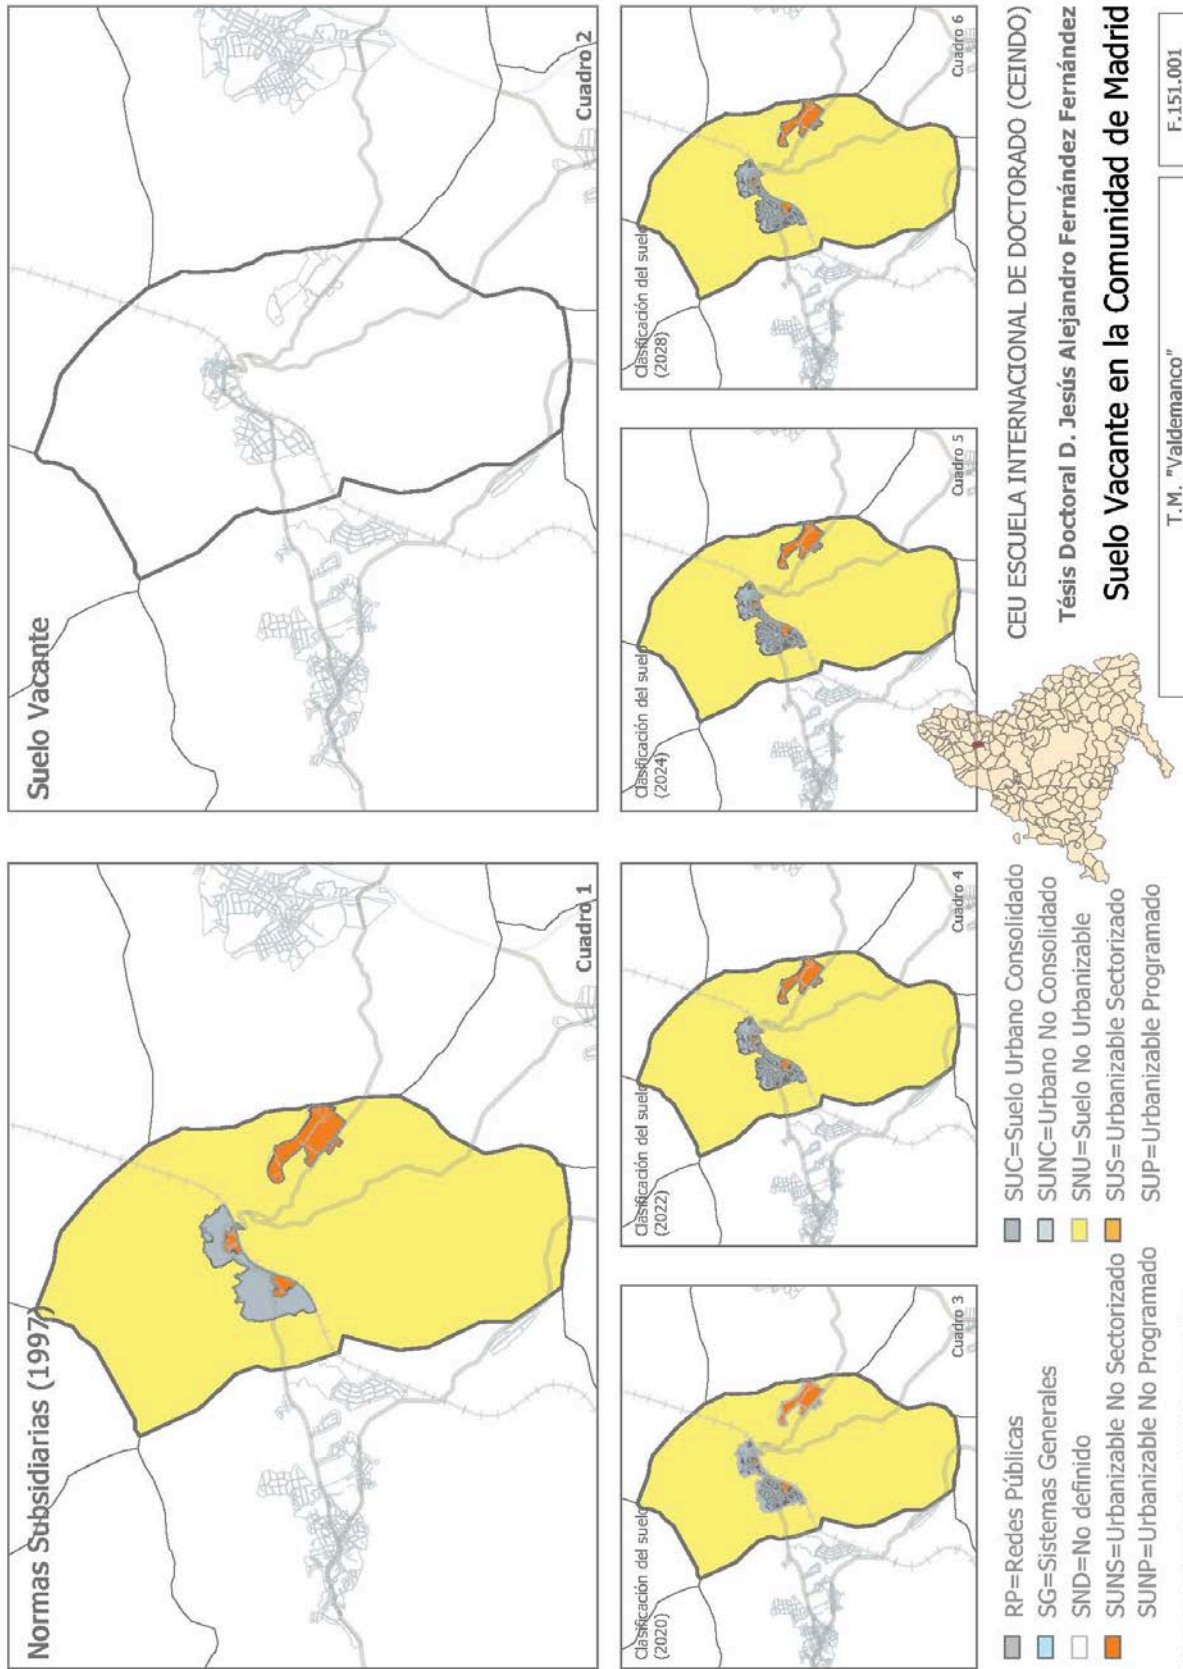 Normas Subsidiarias (1997)
Cuadro 1
Suelo Vacante
Cuadro 2
Clasificación del suelo
(2020)
Cuadro 3
Clasificación del suelo
(2022)
Cuadro 4
Clasificación del suelo
(2024)
Cuadro 5
Clasificación del suelo
(2028)
Cuadro 6
RP=Redes Públicas
SG=Sistemas Generales
SND=No definido
SUNS=Urbanizable No Sectorizado
SUNP=Urbanizable No Programado
SUC=Suelo Urbano Consolidado
SUNC=Urbano No Consolidado
SNU=Suelo No Urbanizable
SUS=Urbanizable Sectorizado
SUP=Urbanizable Programado
CEU ESCUELA INTERNACIONAL DE DOCTORADO (CEINDO)
Tésis Doctoral D. Jesús Alejandro Fernández Fernández
Suelo Vacante en la Comunidad de Madrid
T.M. "Valdemanco"
F.151.001